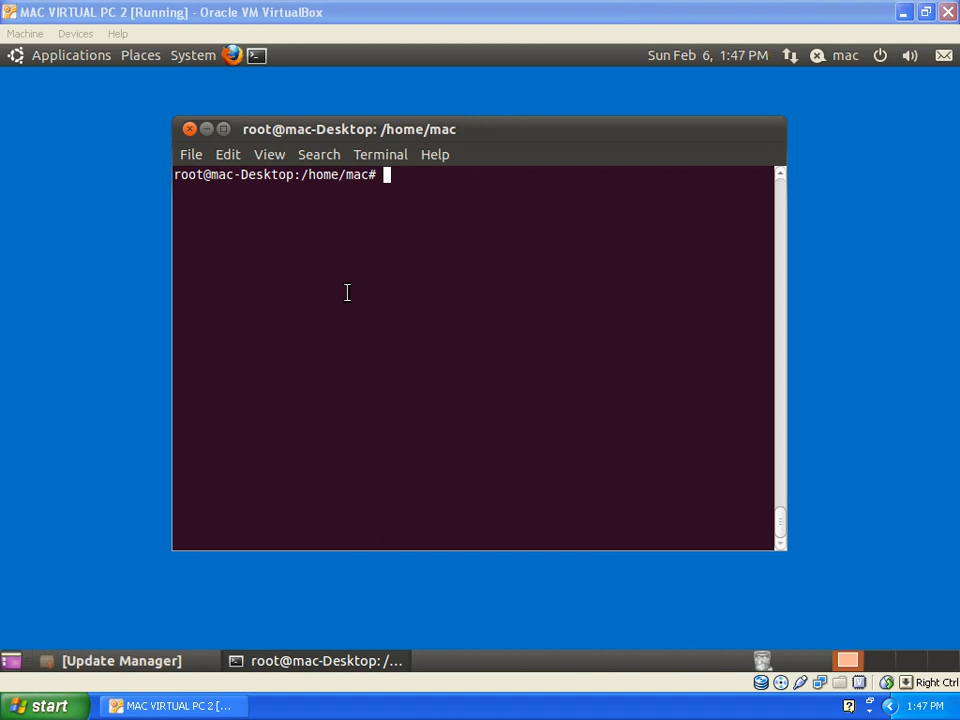 MAC VIRTUAL PC 2 [Running] - Oracle VM VirtualBox
Machine Devices Help
Applications Places System Sun Feb 6, 1:47 PM mac
root@mac-Desktop: /home/mac
File Edit View Search Terminal Help
root@mac-Desktop:/home/mac#
[Update Manager] root@mac-Desktop: /...
Right Ctrl
start MAC VIRTUAL PC 2 [... 1:47 PM